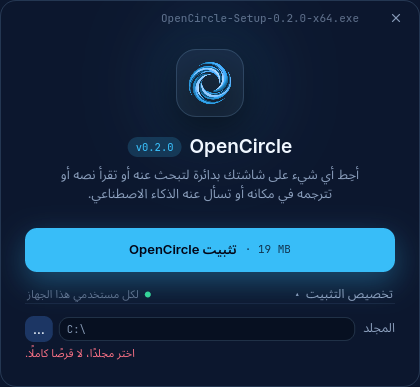 OpenCircle-Setup-0.2.0-x64.exe ×
OpenCircle v0.2.0
أحِط أي شيء على شاشتك بدائرة لتبحث عنه أو تقرأ نصه أو
تترجمه في مكانه أو تسأل عنه الذكاء الاصطناعي.
تثبيت OpenCircle · 19 MB
تخصيص التثبيت
لكل مستخدمي هذا الجهاز
المجلد C:\ ...
اختر مجلدًا، لا قرصًا كاملًا.